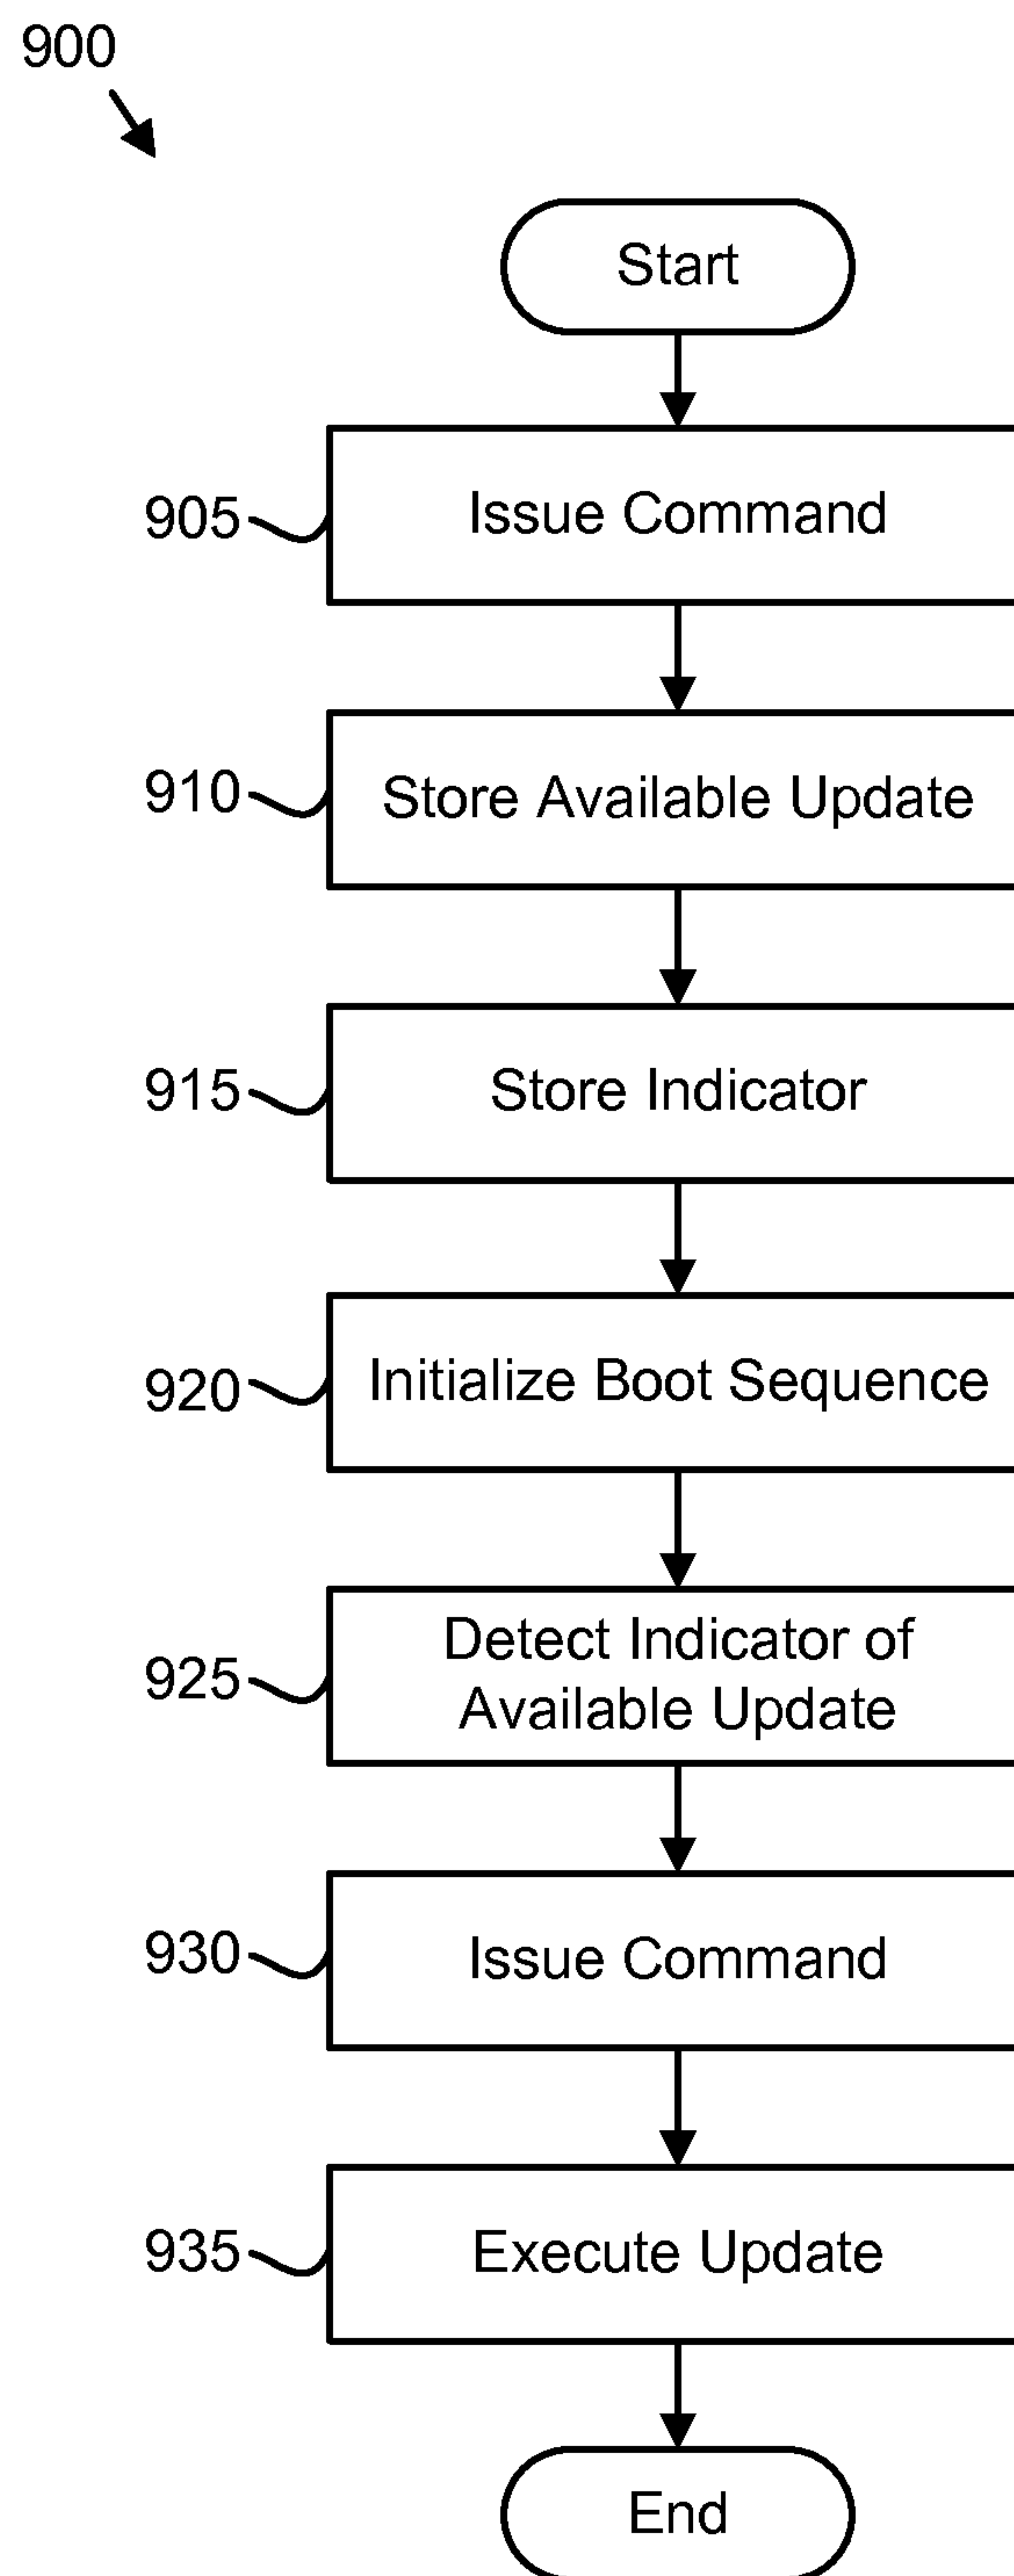 900
Start
905
Issue Command
910
Store Available Update
915
Store Indicator
920
Initialize Boot Sequence
925
Detect Indicator of
Available Update
930
Issue Command
935
Execute Update
End